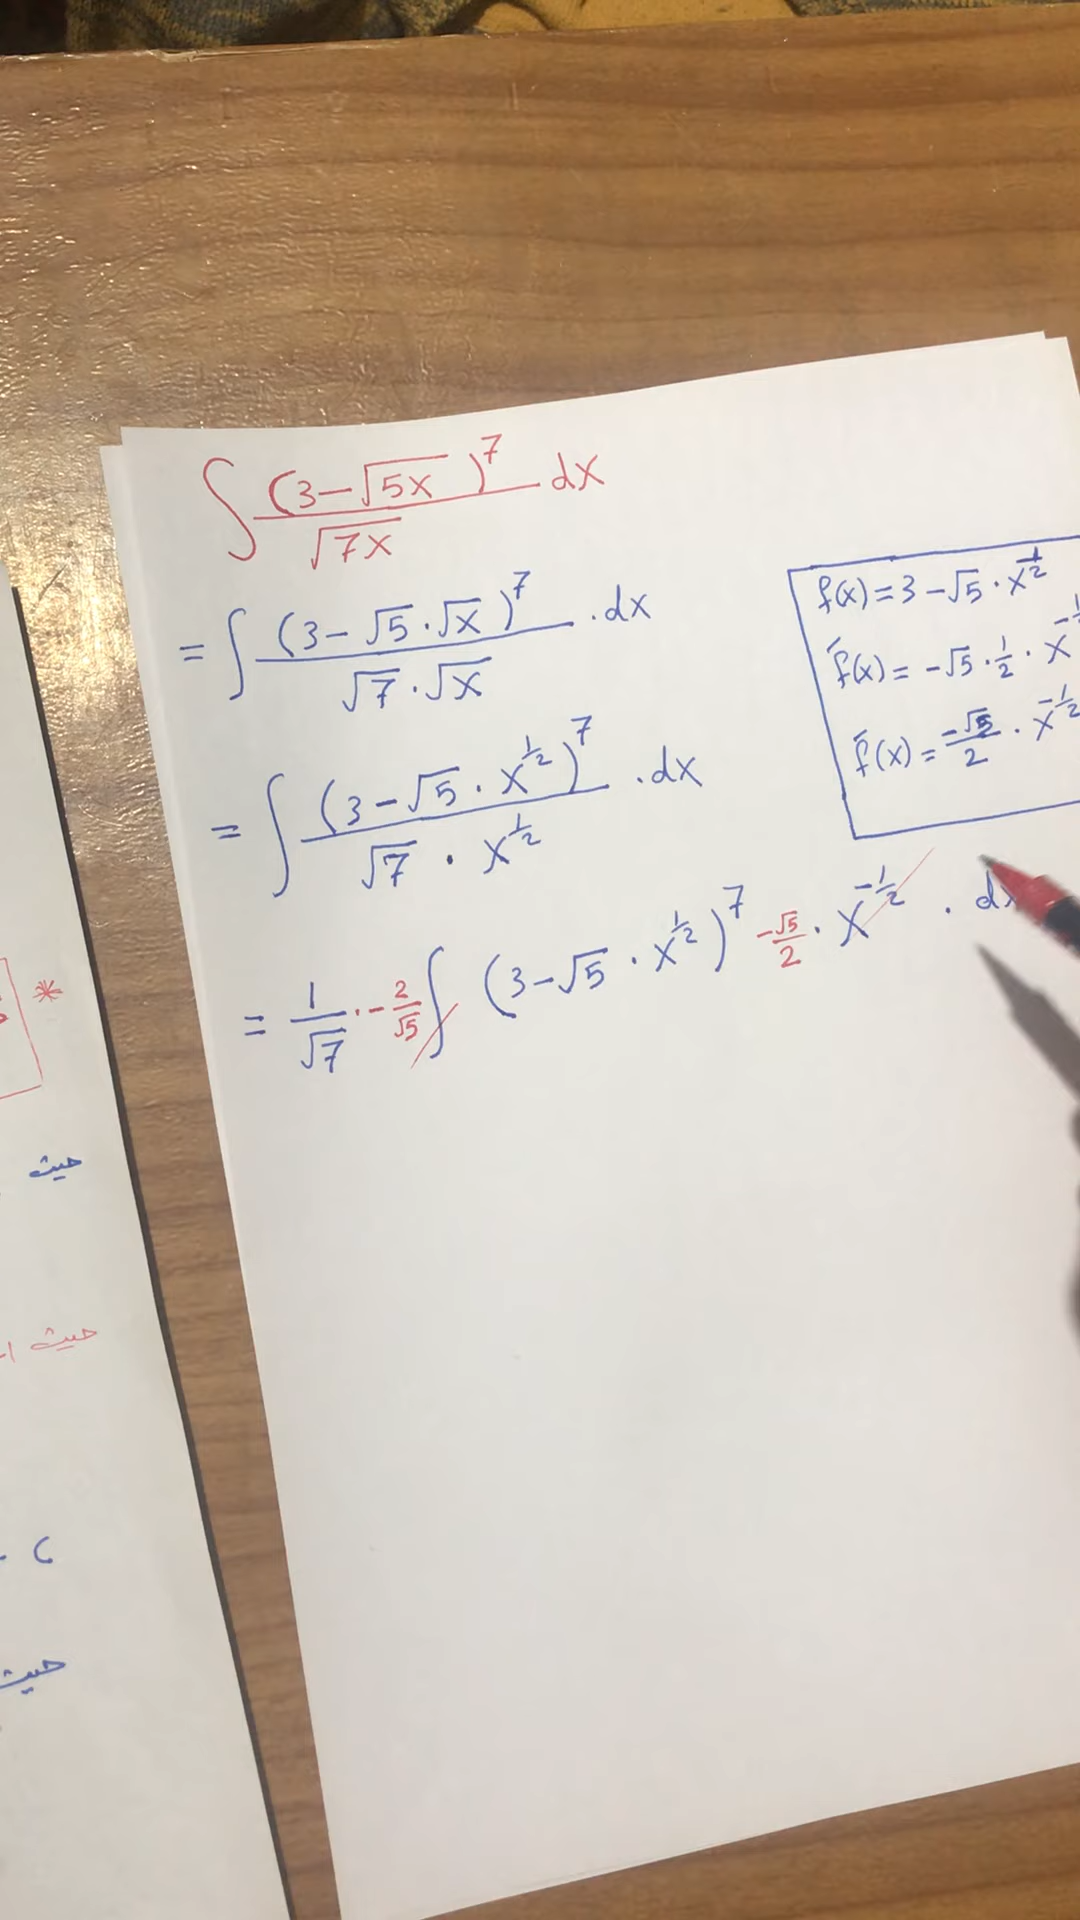 ∫ (3-√5x)^7 / √7x dx
= ∫ (3-√5·√x)^7 / √7·√x .dx
= ∫ (3-√5·x^½)^7 / √7·x^½ .dx
= 1/√7 · -2/√5 ∫ (3-√5·x^½)^7 -√5/2 · x^-½ . dx
f(x) = 3-√5·x^½
f́(x) = -√5·½·x^-½
f́(x) = -√5/2 · x^-½
*
حيث
حيث
حيث